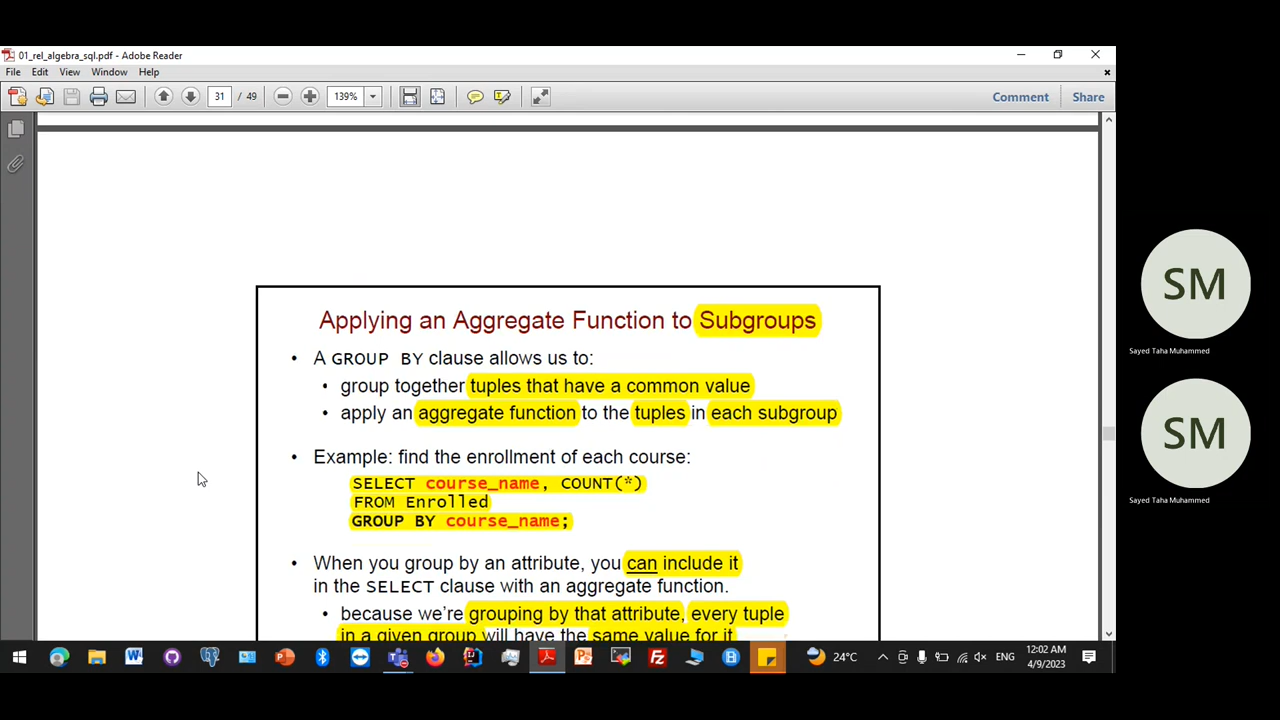 01_rel_algebra_sql.pdf - Adobe Reader
File Edit View Window Help
31 / 49
139%
Comment Share
Applying an Aggregate Function to Subgroups
• A GROUP BY clause allows us to:
• group together tuples that have a common value
• apply an aggregate function to the tuples in each subgroup
• Example: find the enrollment of each course:
SELECT course_name, COUNT(*)
FROM Enrolled
GROUP BY course_name;
• When you group by an attribute, you can include it
in the SELECT clause with an aggregate function.
• because we're grouping by that attribute, every tuple
in a given group will have the same value for it
SM
Sayed Taha Muhammed
SM
Sayed Taha Muhammed
24°C
ENG
12:02 AM
4/9/2023